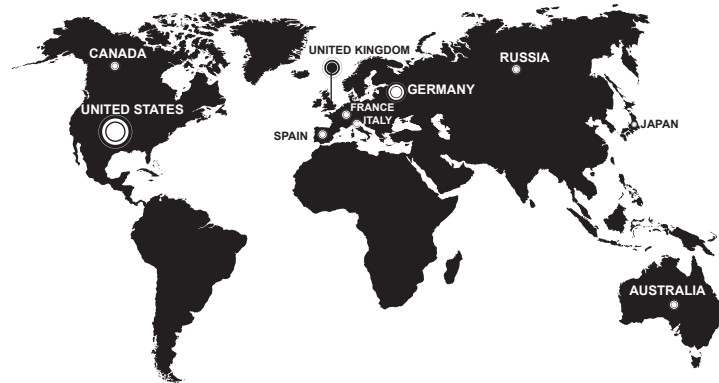 CANADA
UNITED KINGDOM
RUSSIA
UNITED STATES
GERMANY
FRANCE
ITALY
SPAIN
JAPAN
AUSTRALIA